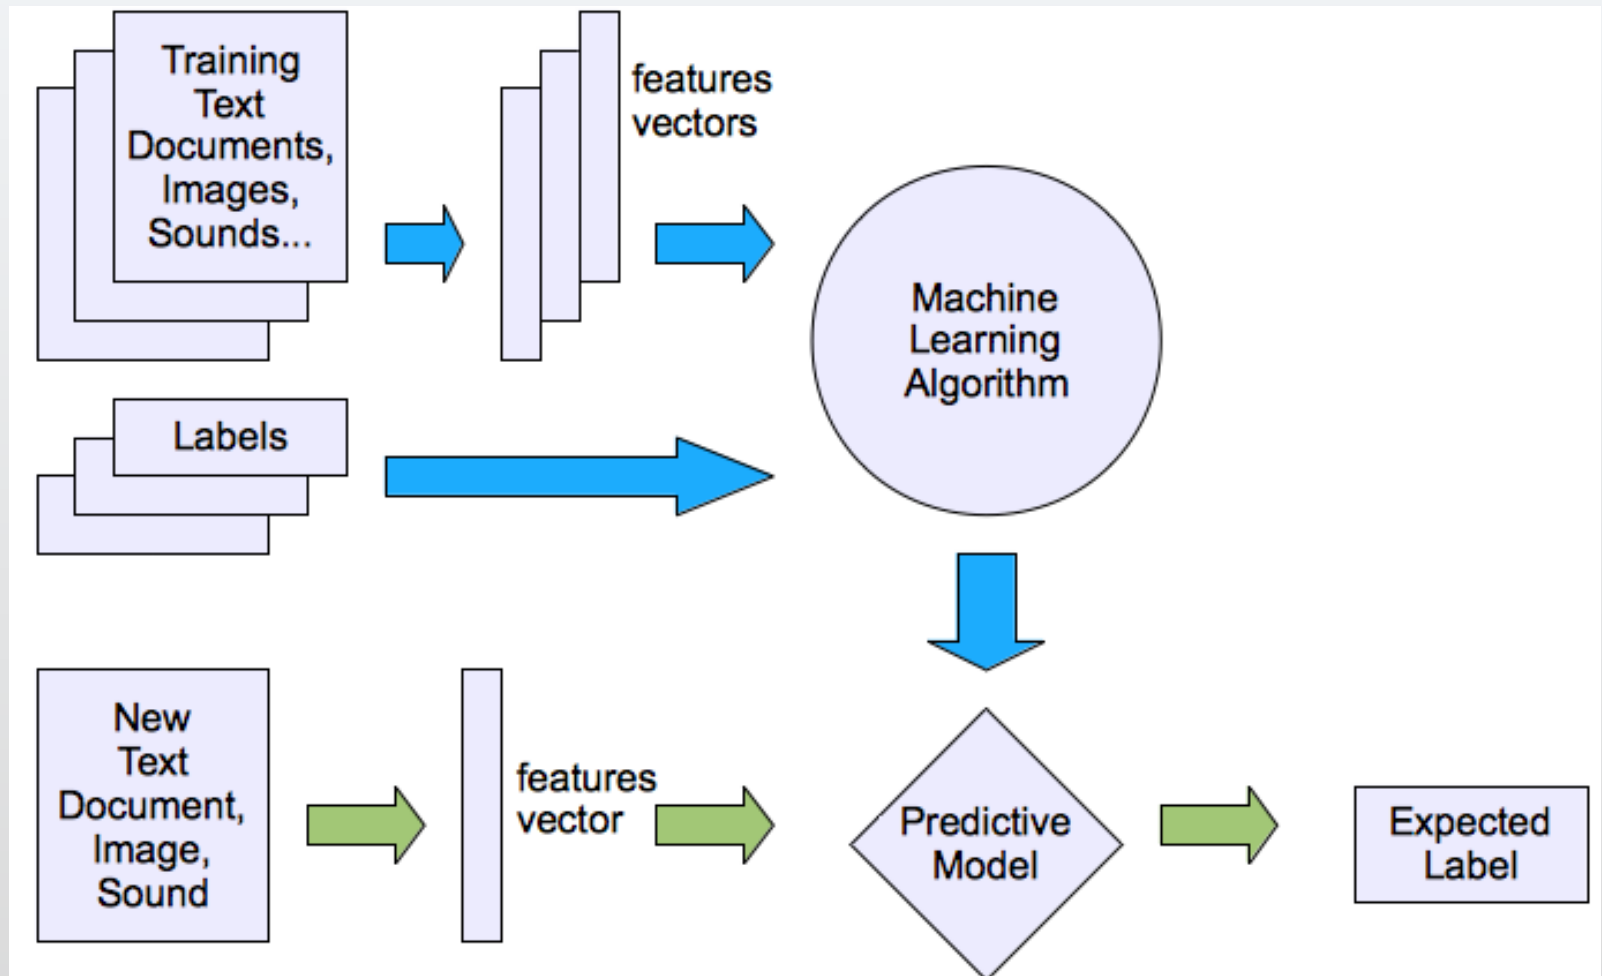 Training
Text
Documents,
Images,
Sounds...
features
vectors
Machine
Learning
Algorithm
Labels
New
Text
Document,
Image,
Sound
features
vector
Predictive
Model
Expected
Label